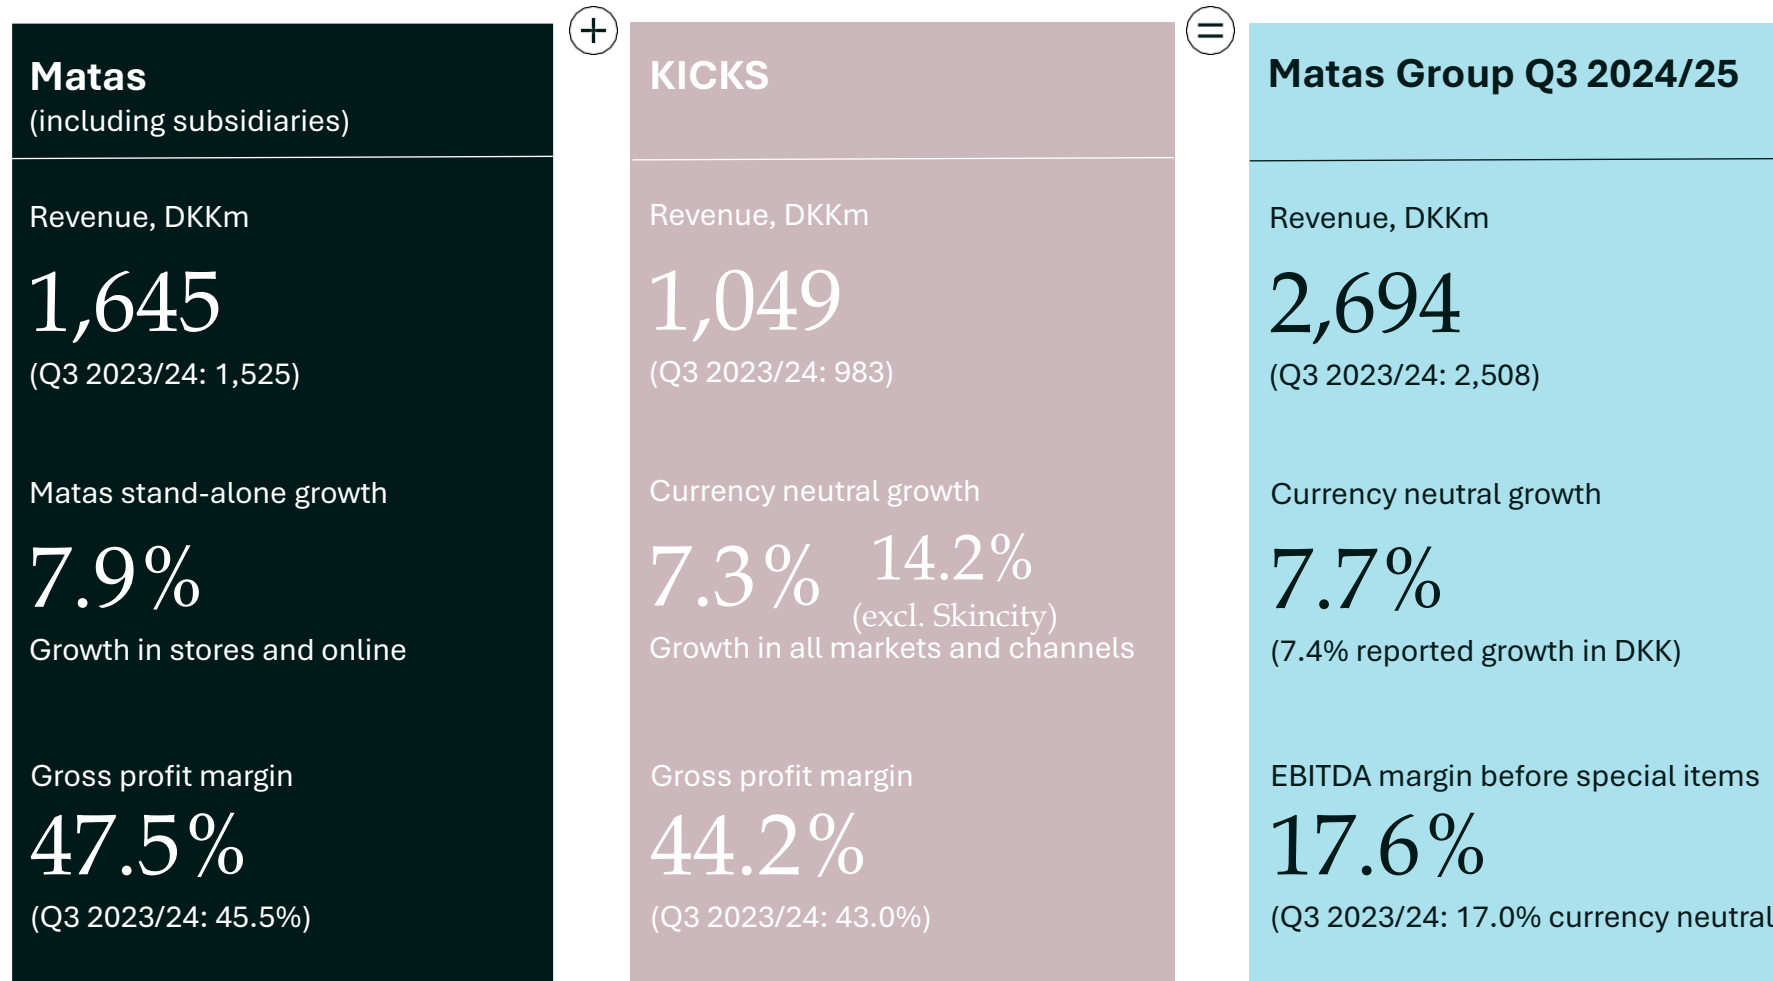 Matas
(including subsidiaries)
Revenue, DKKm
1,645
(Q3 2023/24: 1,525)
Matas stand-alone growth
7.9%
Growth in stores and online
Gross profit margin
47.5%
(Q3 2023/24: 45.5%)
+
KICKS
Revenue, DKKm
1,049
(Q3 2023/24: 983)
Currency neutral growth
7.3% 14.2%
(excl. Skincity)
Growth in all markets and channels
Gross profit margin
44.2%
(Q3 2023/24: 43.0%)
=
Matas Group Q3 2024/25
Revenue, DKKm
2,694
(Q3 2023/24: 2,508)
Currency neutral growth
7.7%
(7.4% reported growth in DKK)
EBITDA margin before special items
17.6%
(Q3 2023/24: 17.0% currency neutral